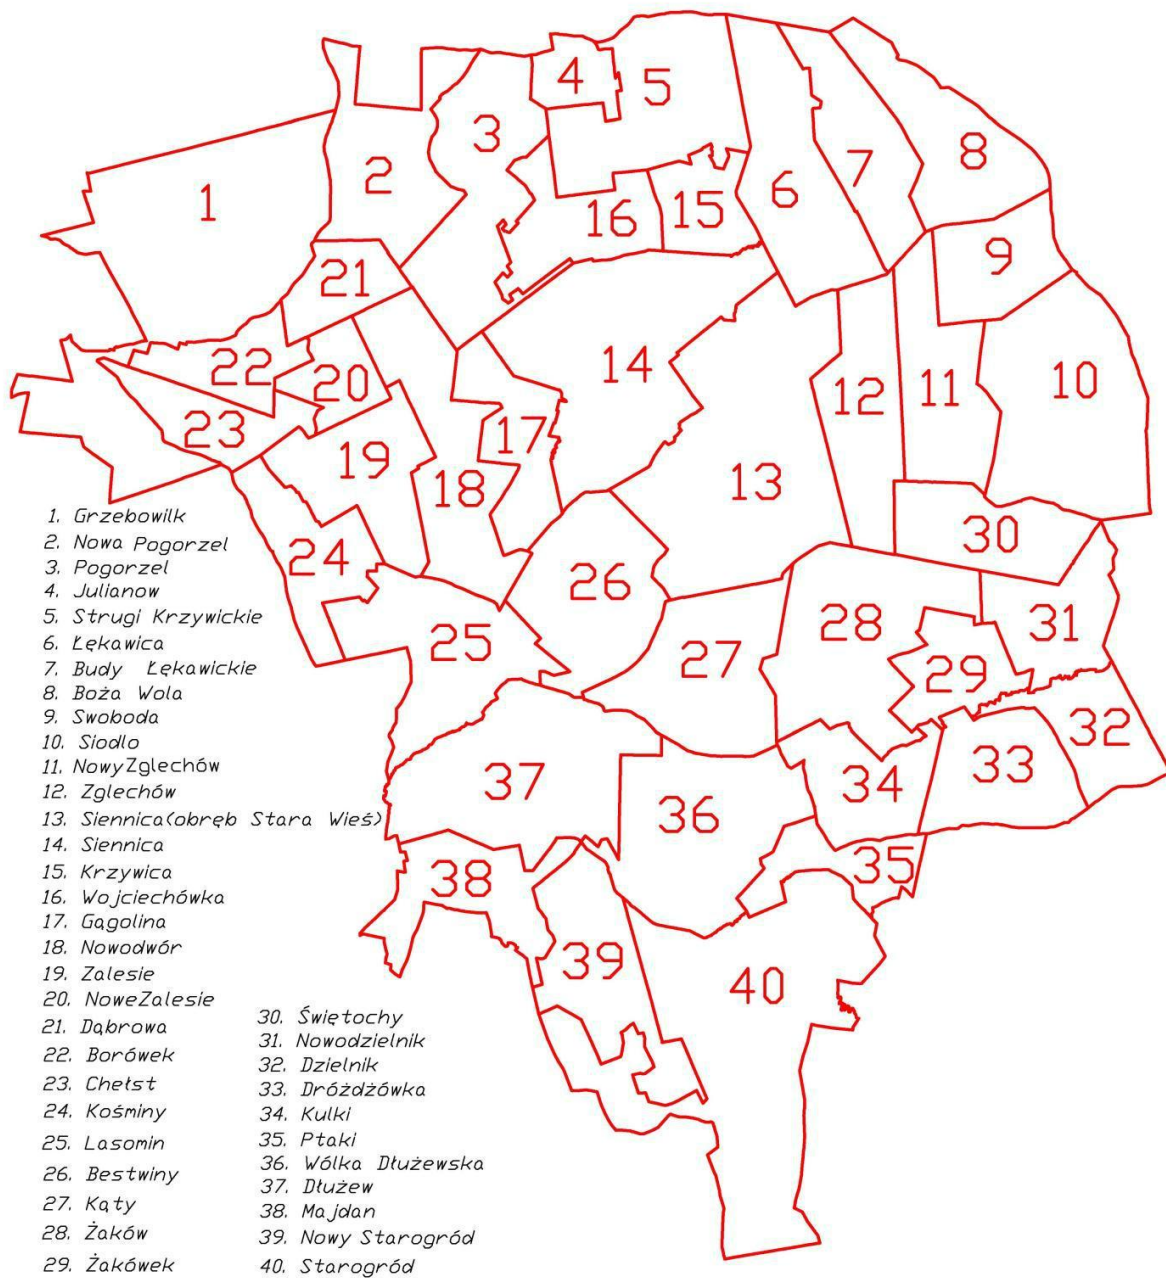 1
2
3
4
5
6
7
8
9
10
11
12
13
14
15
16
17
18
19
20
21
22
23
24
25
26
27
28
29
30
31
32
33
34
35
36
37
38
39
40
1. Grzebowilk
2. Nowa Pogorzel
3. Pogorzel
4. Julianow
5. Strugi Krzywickie
6. Łękawica
7. Budy Łękawickie
8. Boża Wola
9. Swoboda
10. Siodlo
11. NowyZglechów
12. Zglechów
13. Siennica(obręb Stara Wieś)
14. Siennica
15. Krzywica
16. Wojciechówka
17. Gągolina
18. Nowodwór
19. Zalesie
20. NoweZalesie
21. Dąbrowa
22. Borówek
23. Chełst
24. Kośminy
25. Lasomin
26. Bestwiny
27. Kąty
28. Żaków
29. Żakówek
30. Świętochy
31. Nowodzielnik
32. Dzielnik
33. Dróżdżówka
34. Kulki
35. Ptaki
36. Wólka Dłużewska
37. Dłużew
38. Majdan
39. Nowy Starogród
40. Starogród